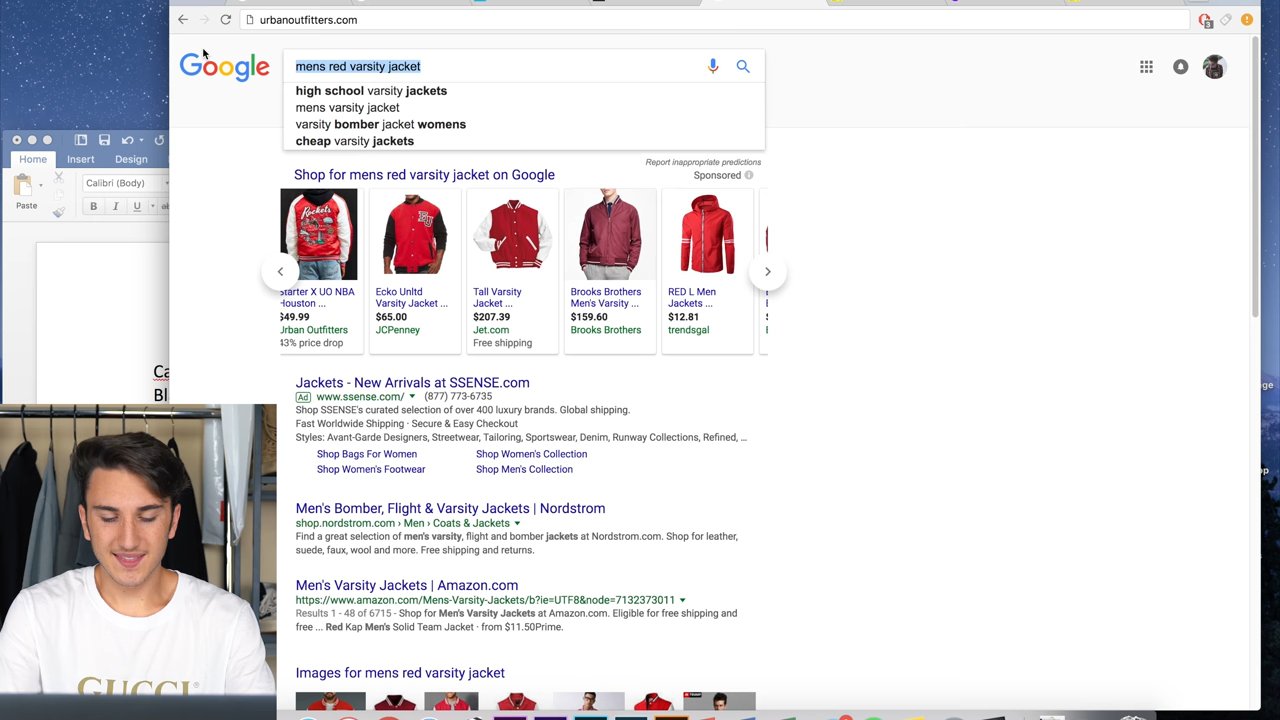 urbanoutfitters.com
3
Google
mens red varsity jacket
high school varsity jackets
mens varsity jacket
varsity bomber jacket womens
cheap varsity jackets
Report inappropriate predictions
Home Insert Design
Calibri (Body)
Paste
B I U
Shop for mens red varsity jacket on Google
Sponsored
Starter X UO NBA
Houston ...
$49.99
Urban Outfitters
43% price drop
Ecko Unltd
Varsity Jacket ...
$65.00
JCPenney
Tall Varsity
Jacket ...
$207.39
Jet.com
Free shipping
Brooks Brothers
Men's Varsity ...
$159.60
Brooks Brothers
RED L Men
Jackets ...
$12.81
trendsgal
Ca
Bl
Jackets - New Arrivals at SSENSE.com
Ad www.ssense.com/ (877) 773-6735
Shop SSENSE's curated selection of over 400 luxury brands. Global shipping.
Fast Worldwide Shipping · Secure & Easy Checkout
Styles: Avant-Garde Designers, Streetwear, Tailoring, Sportswear, Denim, Runway Collections, Refined, ...
Shop Bags For Women Shop Women's Collection
Shop Women's Footwear Shop Men's Collection
Men's Bomber, Flight & Varsity Jackets | Nordstrom
shop.nordstrom.com › Men › Coats & Jackets
Find a great selection of men's varsity, flight and bomber jackets at Nordstrom.com. Shop for leather,
suede, faux, wool and more. Free shipping and returns.
Men's Varsity Jackets | Amazon.com
https://www.amazon.com/Mens-Varsity-Jackets/b?ie=UTF8&node=7132373011
Results 1 - 48 of 6715 - Shop for Men's Varsity Jackets at Amazon.com. Eligible for free shipping and
free ... Red Kap Men's Solid Team Jacket · from $11.50Prime.
Images for mens red varsity jacket
GUCCI